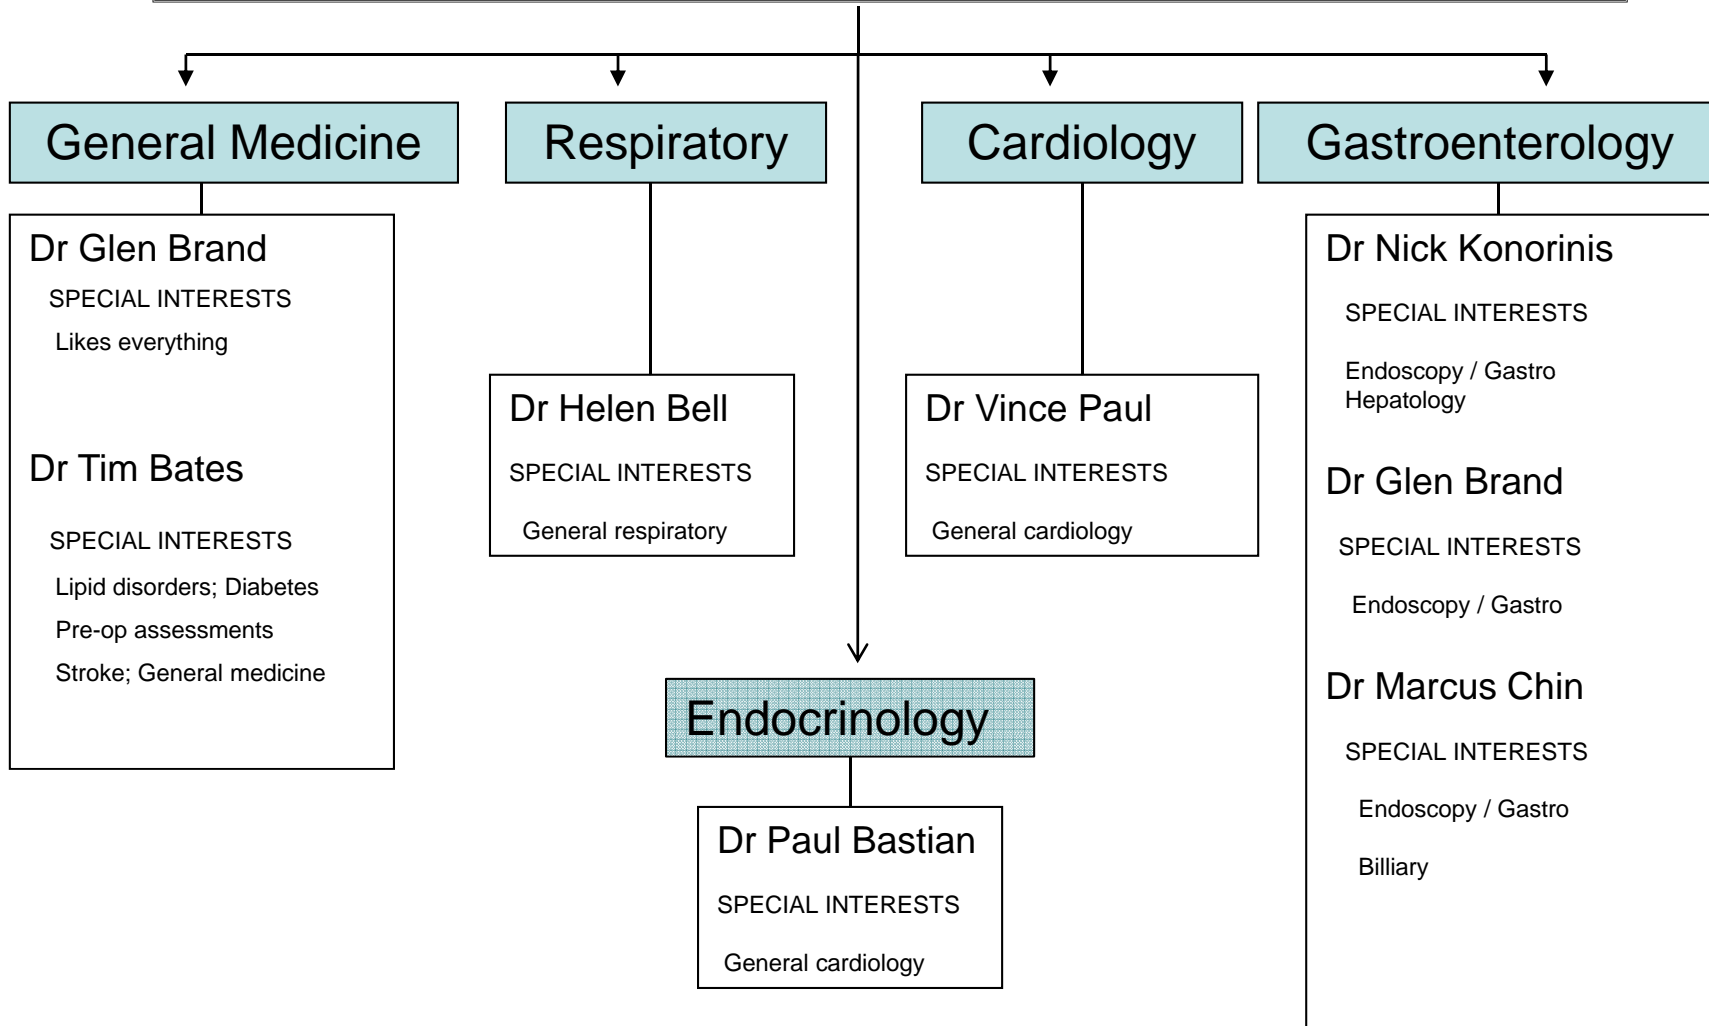 General Medicine
Respiratory
Cardiology
Gastroenterology
Dr Glen Brand
SPECIAL INTERESTS
Likes everything
Dr Tim Bates
SPECIAL INTERESTS
Lipid disorders; Diabetes
Pre-op assessments
Stroke; General medicine
Dr Helen Bell
SPECIAL INTERESTS
General respiratory
Dr Vince Paul
SPECIAL INTERESTS
General cardiology
Dr Nick Konorinis
SPECIAL INTERESTS
Endoscopy / Gastro
Hepatology
Dr Glen Brand
SPECIAL INTERESTS
Endoscopy / Gastro
Dr Marcus Chin
SPECIAL INTERESTS
Endoscopy / Gastro
Billiary
Endocrinology
Dr Paul Bastian
SPECIAL INTERESTS
General cardiology